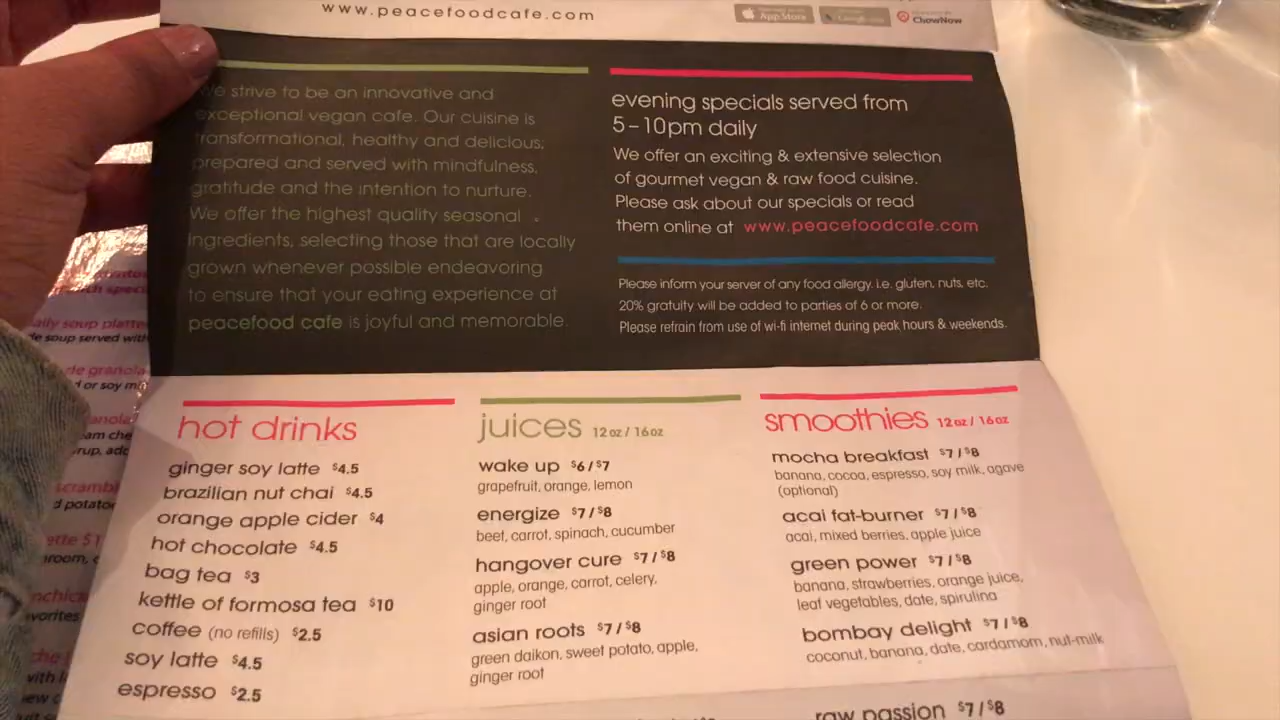 www.peacefoodcafe.com
App Store
ChowNow
We strive to be an innovative and
exceptional vegan cafe. Our cuisine is
transformational, healthy and delicious,
prepared and served with mindfulness,
gratitude and the intention to nurture.
We offer the highest quality seasonal
ingredients, selecting those that are locally
grown whenever possible endeavoring
to ensure that your eating experience at
peacefood cafe is joyful and memorable.
evening specials served from
5–10pm daily
We offer an exciting & extensive selection
of gourmet vegan & raw food cuisine.
Please ask about our specials or read
them online at www.peacefoodcafe.com
Please inform your server of any food allergy. i.e. gluten, nuts, etc.
20% gratuity will be added to parties of 6 or more.
Please refrain from use of wi-fi internet during peak hours & weekends.
hot drinks
ginger soy latte $4.5
brazilian nut chai $4.5
orange apple cider $4
hot chocolate $4.5
bag tea $3
kettle of formosa tea $10
coffee (no refills) $2.5
soy latte $4.5
espresso $2.5
juices 12oz/16oz
wake up $6/$7
grapefruit, orange, lemon
energize $7/$8
beet, carrot, spinach, cucumber
hangover cure $7/$8
apple, orange, carrot, celery,
ginger root
asian roots $7/$8
green daikon, sweet potato, apple,
ginger root
smoothies 12oz/16oz
mocha breakfast $7/$8
banana, cocoa, espresso, soy milk, agave
(optional)
acai fat-burner $7/$8
acai, mixed berries, apple juice
green power $7/$8
banana, strawberries, orange juice,
leaf vegetables, date, spirulina
bombay delight $7/$8
coconut, banana, date, cardamom, nut-milk
raw passion $7/$8
soup platte
soup served with
granola
or soy